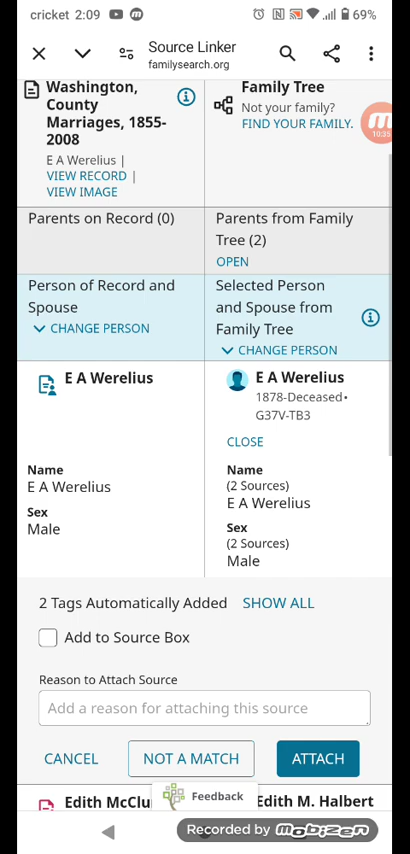 cricket 2:09
69%
Source Linker
familysearch.org
Washington,
County
Marriages, 1855-
2008
E A Werelius |
VIEW RECORD |
VIEW IMAGE
Family Tree
Not your family?
FIND YOUR FAMILY.
10:35
Parents on Record (0)
Parents from Family
Tree (2)
OPEN
Person of Record and
Spouse
CHANGE PERSON
Selected Person
and Spouse from
Family Tree
CHANGE PERSON
E A Werelius
E A Werelius
1878-Deceased•
G37V-TB3
CLOSE
Name
E A Werelius
Sex
Male
Name
(2 Sources)
E A Werelius
Sex
(2 Sources)
Male
2 Tags Automatically Added SHOW ALL
Add to Source Box
Reason to Attach Source
Add a reason for attaching this source
CANCEL NOT A MATCH ATTACH
Feedback
Edith McClu
Edith M. Halbert
Recorded by mobizen